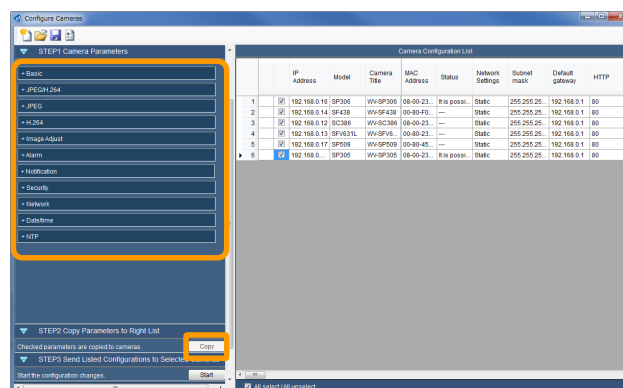 Configure Cameras
STEP1 Camera Parameters
+ Basic
+ JPEG/H.264
+ JPEG
+ H.264
+ Image Adjust
+ Alarm
+ Notification
+ Security
+ Network
+ Date/time
+ NTP
STEP2 Copy Parameters to Right List
Checked parameters are copied to cameras.
Copy
STEP3 Send Listed Configurations to Selected
Start the configuration changes.
Start
Camera Configuration List
IP Address Model Camera Title MAC Address Status Network Settings Subnet mask Default gateway HTTP
1 192.168.0.16 SP306 WV-SP306 08-00-23... It is possi... Static 255.255.25... 192.168.0.1 80
2 192.168.0.14 SF438 WV-SF438 00-80-F0... — Static 255.255.25... 192.168.0.1 80
3 192.168.0.12 SC386 WV-SC386 08-00-23... — Static 255.255.25... 192.168.0.1 80
4 192.168.0.13 SFV631L WV-SFV6... 00-80-23... — Static 255.255.25... 192.168.0.1 80
5 192.168.0.17 SP509 WV-SP509 00-80-45... — Static 255.255.25... 192.168.0.1 80
6 192.168.0... SP305 WV-SP305 08-00-23... It is possi... Static 255.255.25... 192.168.0.1 80
All select / All unselect